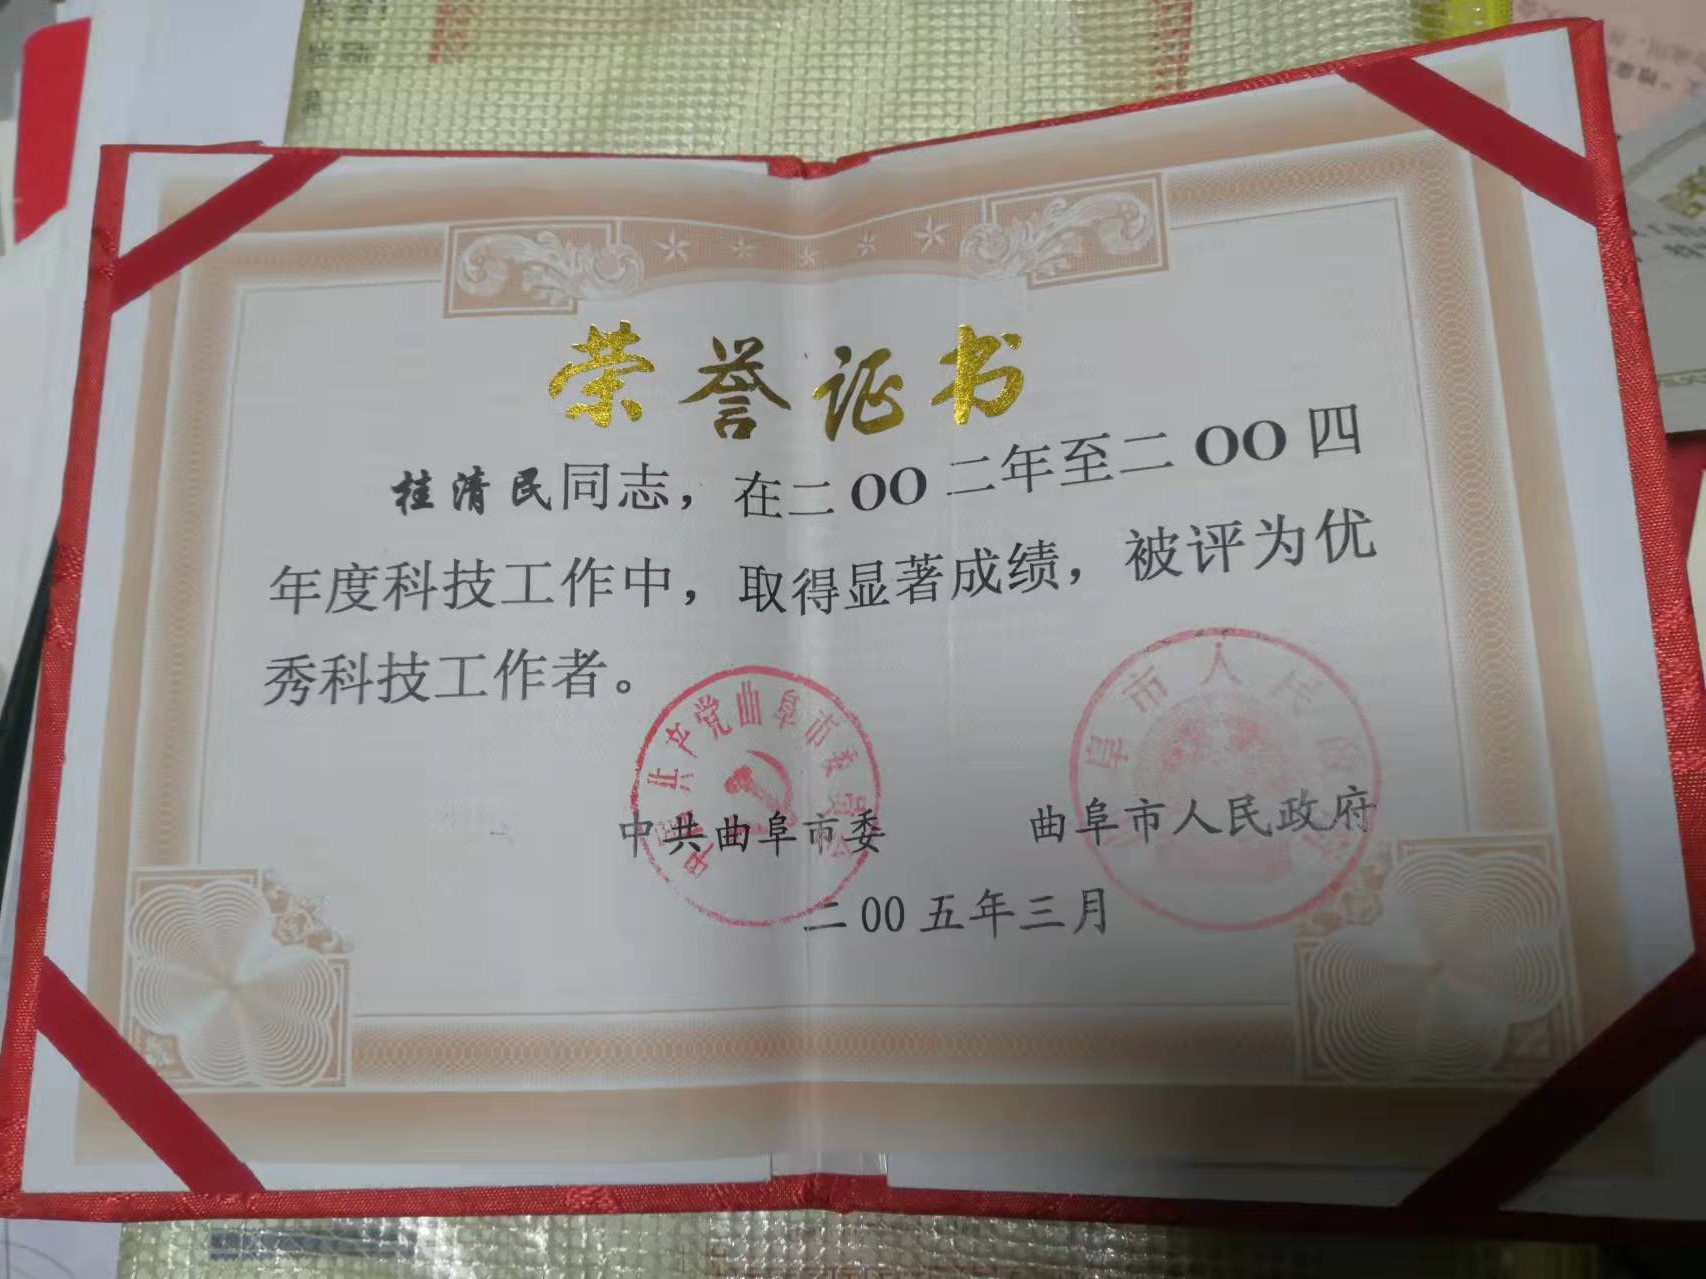 荣誉证书
桂清民同志，在二OO二年至二OO四
年度科技工作中，取得显著成绩，被评为优
秀科技工作者。
中共曲阜市委 曲阜市人民政府
二00五年三月